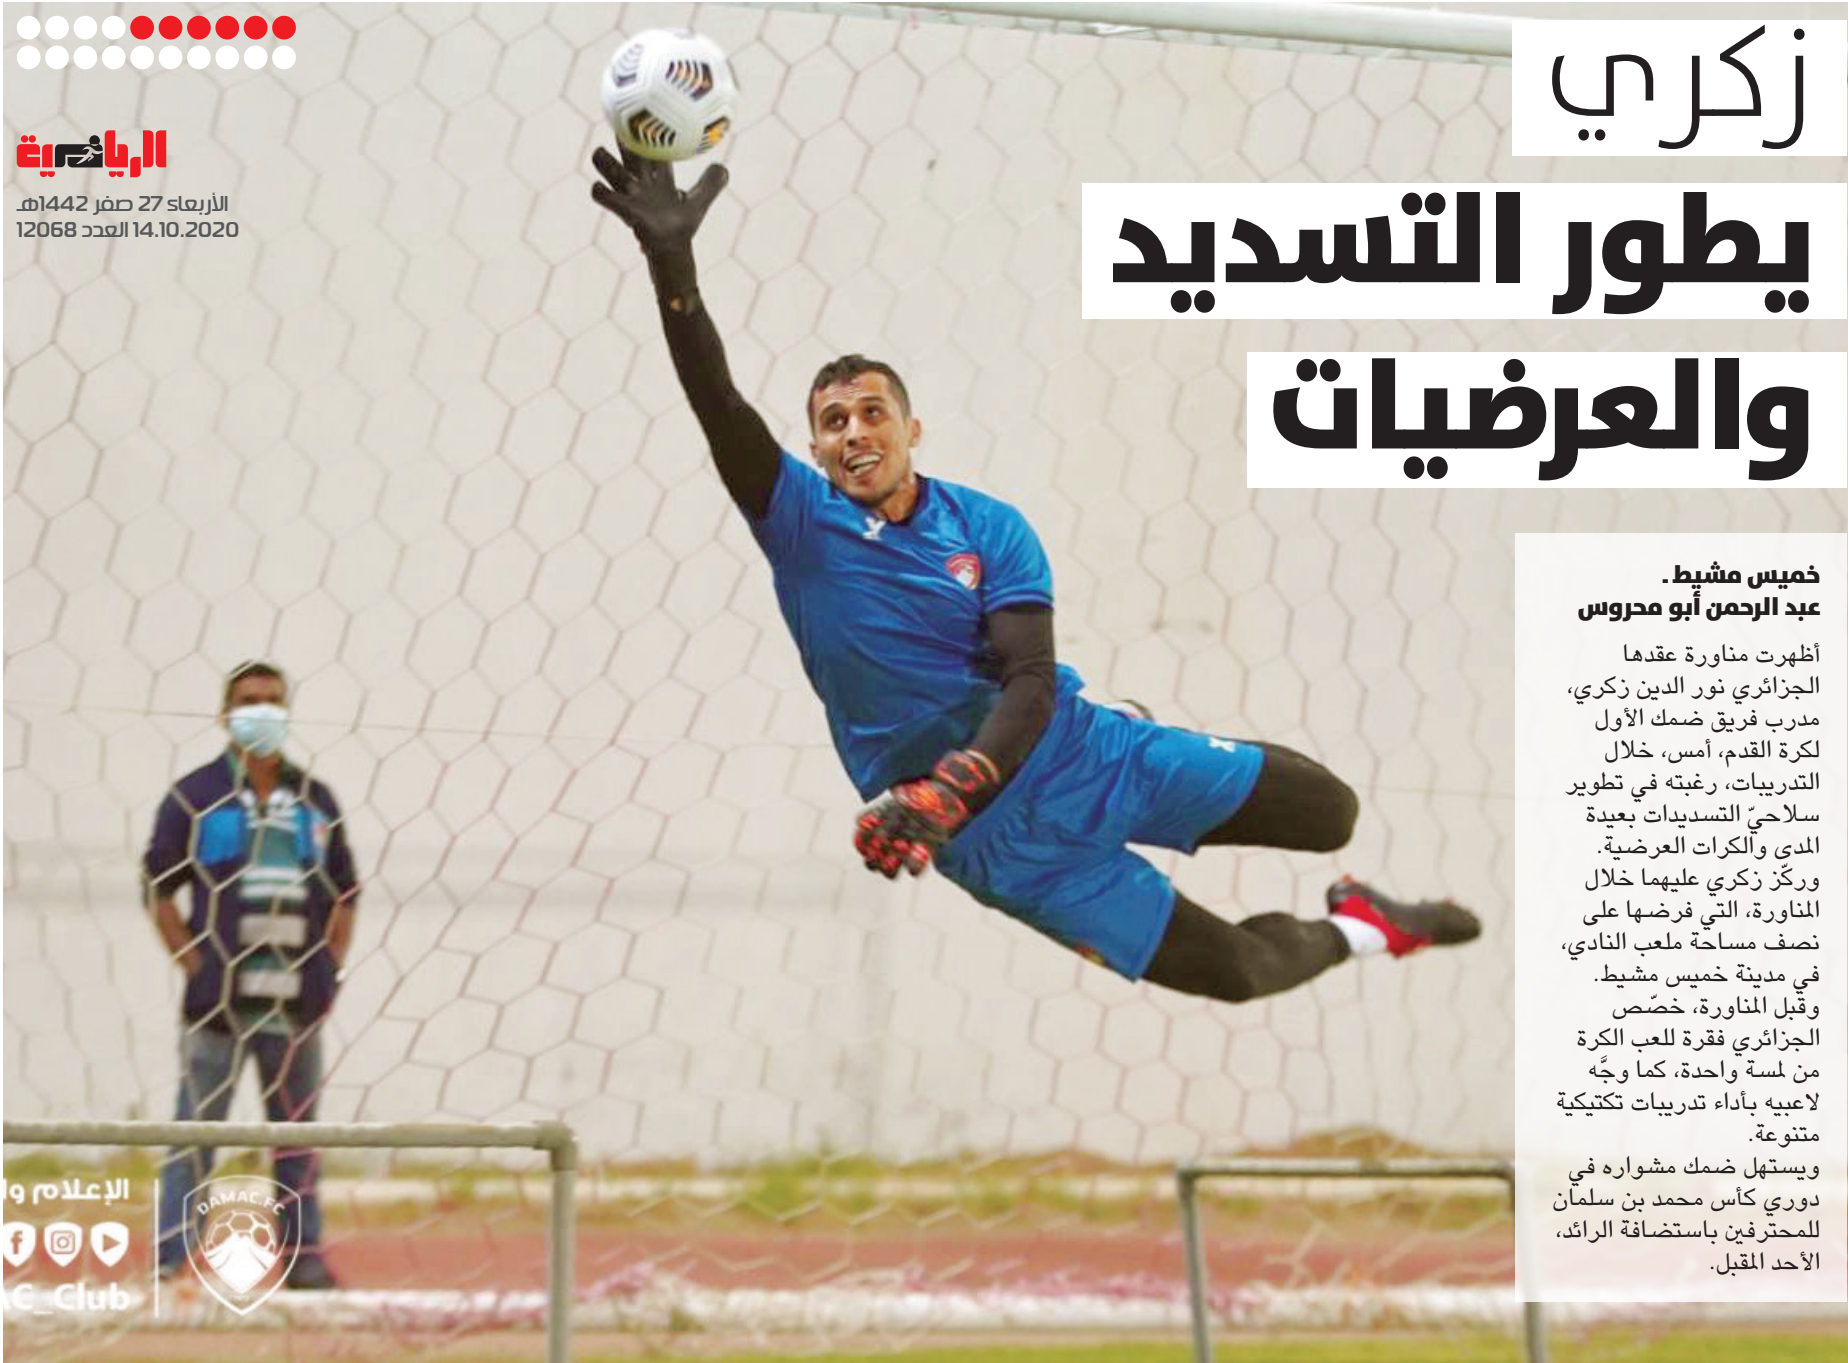 الرياضية
الأربعاء 27 صفر 1442هـ
14.10.2020 العدد 12068
زكري
يطور التسديد
والعرضيات
خميس مشيط ـ
عبد الرحمن أبو محروس
أظهرت مناورة عقدها
الجزائري نور الدين زكري،
مدرب فريق ضمك الأول
لكرة القدم، أمس، خلال
التدريبات، رغبته في تطوير
سلاحيّ التسديدات بعيدة
المدى والكرات العرضية.
وركّز زكري عليهما خلال
المناورة، التي فرضها على
نصف مساحة ملعب النادي،
في مدينة خميس مشيط.
وقبل المناورة، خصّص
الجزائري فقرة للعب الكرة
من لمسة واحدة، كما وجَّه
لاعبيه بأداء تدريبات تكتيكية
متنوعة.
ويستهل ضمك مشواره في
دوري كأس محمد بن سلمان
للمحترفين باستضافة الرائد،
الأحد المقبل.
الإعلام وا
DAMAC.FC
C_Club